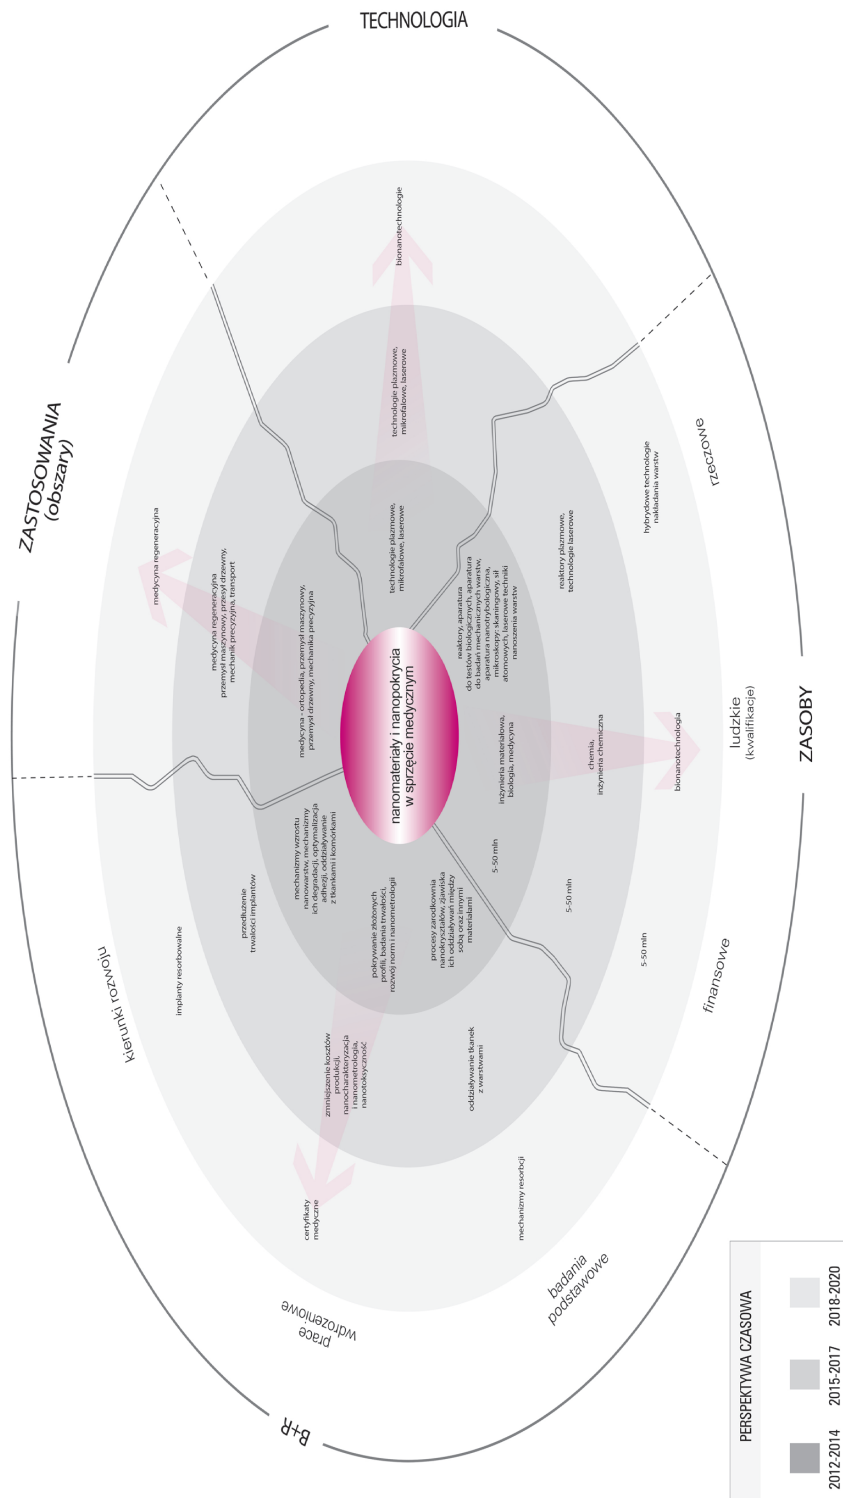 TECHNOLOGIA
bionanotechnologie
technologie plazmowe,
mikrofalowe, laserowe
technologie plazmowe,
mikrofalowe, laserowe
ZASTOSOWANIA
(obszary)
medycyna regeneracyjna
medycyna regeneracyjna
przemysł maszynowy, przesył drzewny,
mechanik precyzyjna, transport
medycyna - ortopedia, przemysł maszynowy,
przemysł drzewny, mechanika precyzyjna
nanomateriały i nanopokrycia
w sprzęcie medycznym
ZASOBY
rzeczowe
hybrydowe technologie
nakładania warstw
reaktory plazmowe,
technologie laserowe
reaktory, aparatura
do testów biologicznych, aparatura
do badań mechanicznych warstw,
aparatura nanotrybologiczna,
mikroskopy: skaningowy, sił
atomowych, laserowe techniki
nanoszenia warstw
ludzkie
(kwalifikacje)
inżynieria materiałowa,
biologia, medycyna
chemia,
inżynieria chemiczna
bionanotechnologia
finansowe
5-50 mln
5-50 mln
5-50 mln
B+R
kierunki rozwoju
implanty resorbowalne
przedłużenie
trwałości implantów
mechanizmy wzrostu
nanowarstw, mechanizmy
ich degradacji, optymalizacja
adhezji, oddziaływanie
z tkankami i komórkami
prace
wdrożeniowe
certyfikaty
medyczne
zmniejszenie kosztów
produkcji,
nanocharakteryzacja
i nanometrologia,
nanotoksyczność
pokrywanie złożonych
profili, badania trwałości,
rozwój norm i nanometrologii
badania
podstawowe
mechanizmy resorbcji
oddziaływanie tkanek
z warstwami
procesy zarodkownia
nanokryształów, zjawiska
ich oddziaływań między
sobą oraz innymi
materiałami
PERSPEKTYWA CZASOWA
2012-2014
2015-2017
2018-2020